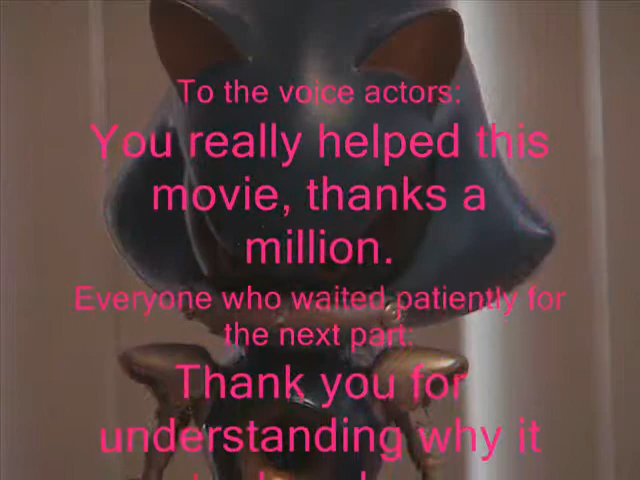 To the voice actors:
You really helped this
movie, thanks a
million.
Everyone who waited patiently for
the next part:
Thank you for
understanding why it